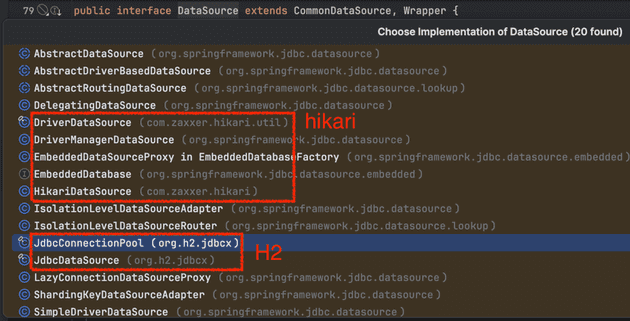 79 public interface DataSource extends CommonDataSource, Wrapper {
Choose Implementation of DataSource (20 found)
AbstractDataSource (org.springframework.jdbc.datasource)
AbstractDriverBasedDataSource (org.springframework.jdbc.datasource)
AbstractRoutingDataSource (org.springframework.jdbc.datasource.lookup)
DelegatingDataSource (org.springframework.jdbc.datasource)
DriverDataSource (com.zaxxer.hikari.util) hikari
DriverManagerDataSource (org.springframework.jdbc.datasource)
EmbeddedDataSourceProxy in EmbeddedDatabaseFactory (org.springframework.jdbc.datasource.embedded)
EmbeddedDatabase (org.springframework.jdbc.datasource.embedded)
HikariDataSource (com.zaxxer.hikari)
IsolationLevelDataSourceAdapter (org.springframework.jdbc.datasource)
IsolationLevelDataSourceRouter (org.springframework.jdbc.datasource.lookup)
JdbcConnectionPool (org.h2.jdbcx)
JdbcDataSource (org.h2.jdbcx) H2
LazyConnectionDataSourceProxy (org.springframework.jdbc.datasource)
ShardingKeyDataSourceAdapter (org.springframework.jdbc.datasource)
SimpleDriverDataSource (org.springframework.jdbc.datasource)